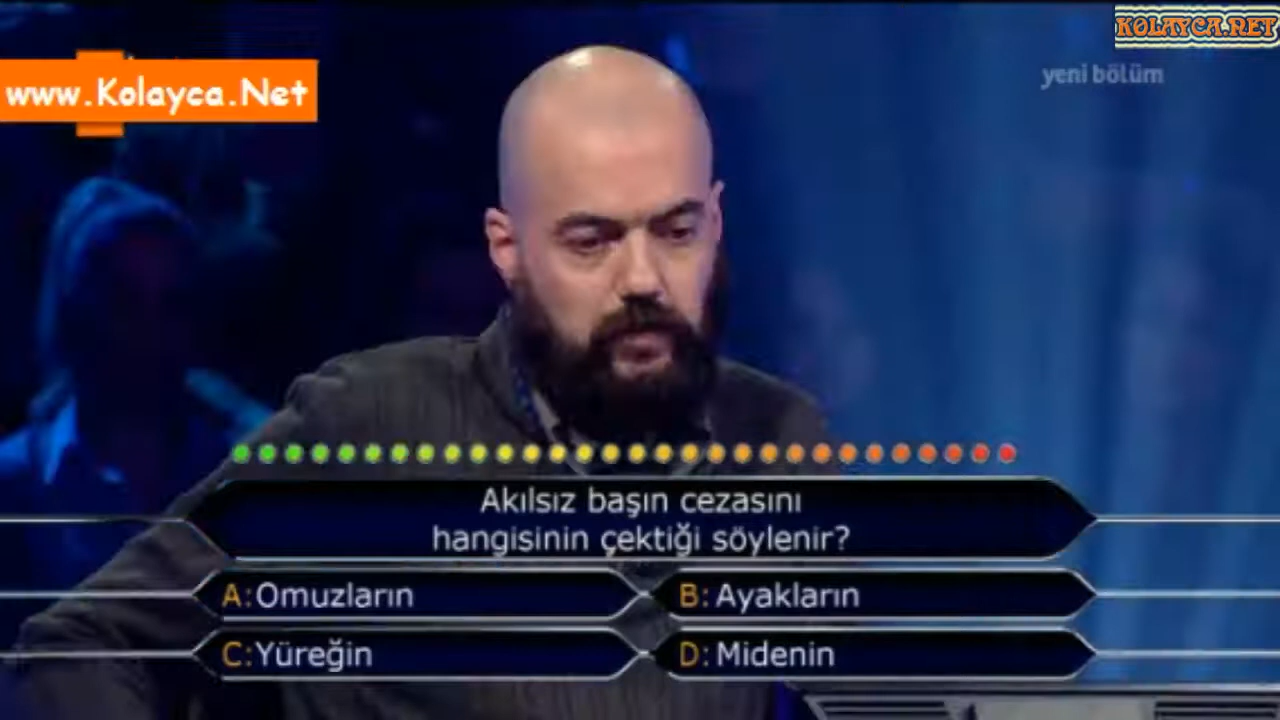 KOLAYCA.NET
www.Kolayca.Net
yeni bölüm
Akılsız başın cezasını
hangisinin çektiği söylenir?
A: Omuzların
B: Ayakların
C: Yüreğin
D: Midenin